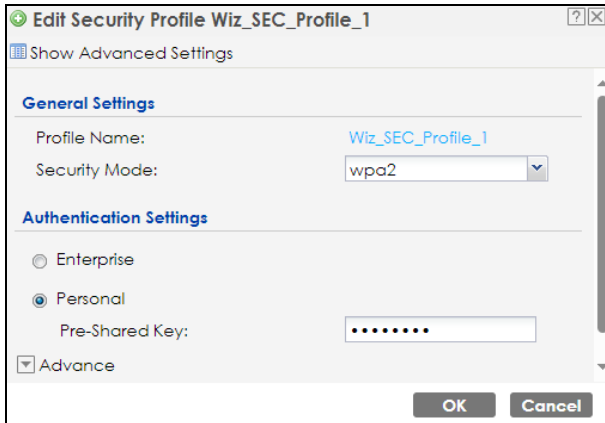 Edit Security Profile Wiz_SEC_Profile_1
Show Advanced Settings
General Settings
Profile Name: Wiz_SEC_Profile_1
Security Mode: wpa2
Authentication Settings
Enterprise
Personal
Pre-Shared Key: ••••••••
Advance
OK Cancel